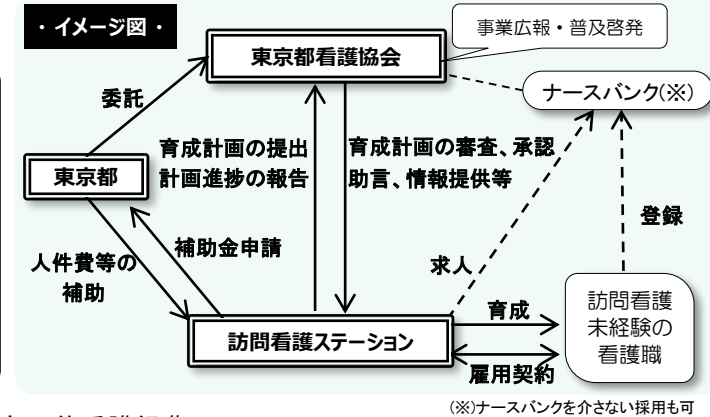 ・イメージ図・
事業広報・普及啓発
東京都看護協会
ナースバンク(※)
委託
育成計画の提出
計画進捗の報告
育成計画の審査、承認
助言、情報提供等
東京都
登録
補助金申請
人件費等の
補助
求人
訪問看護
未経験の
看護職
育成
訪問看護ステーション
雇用契約
(※)ナースバンクを介さない採用も可